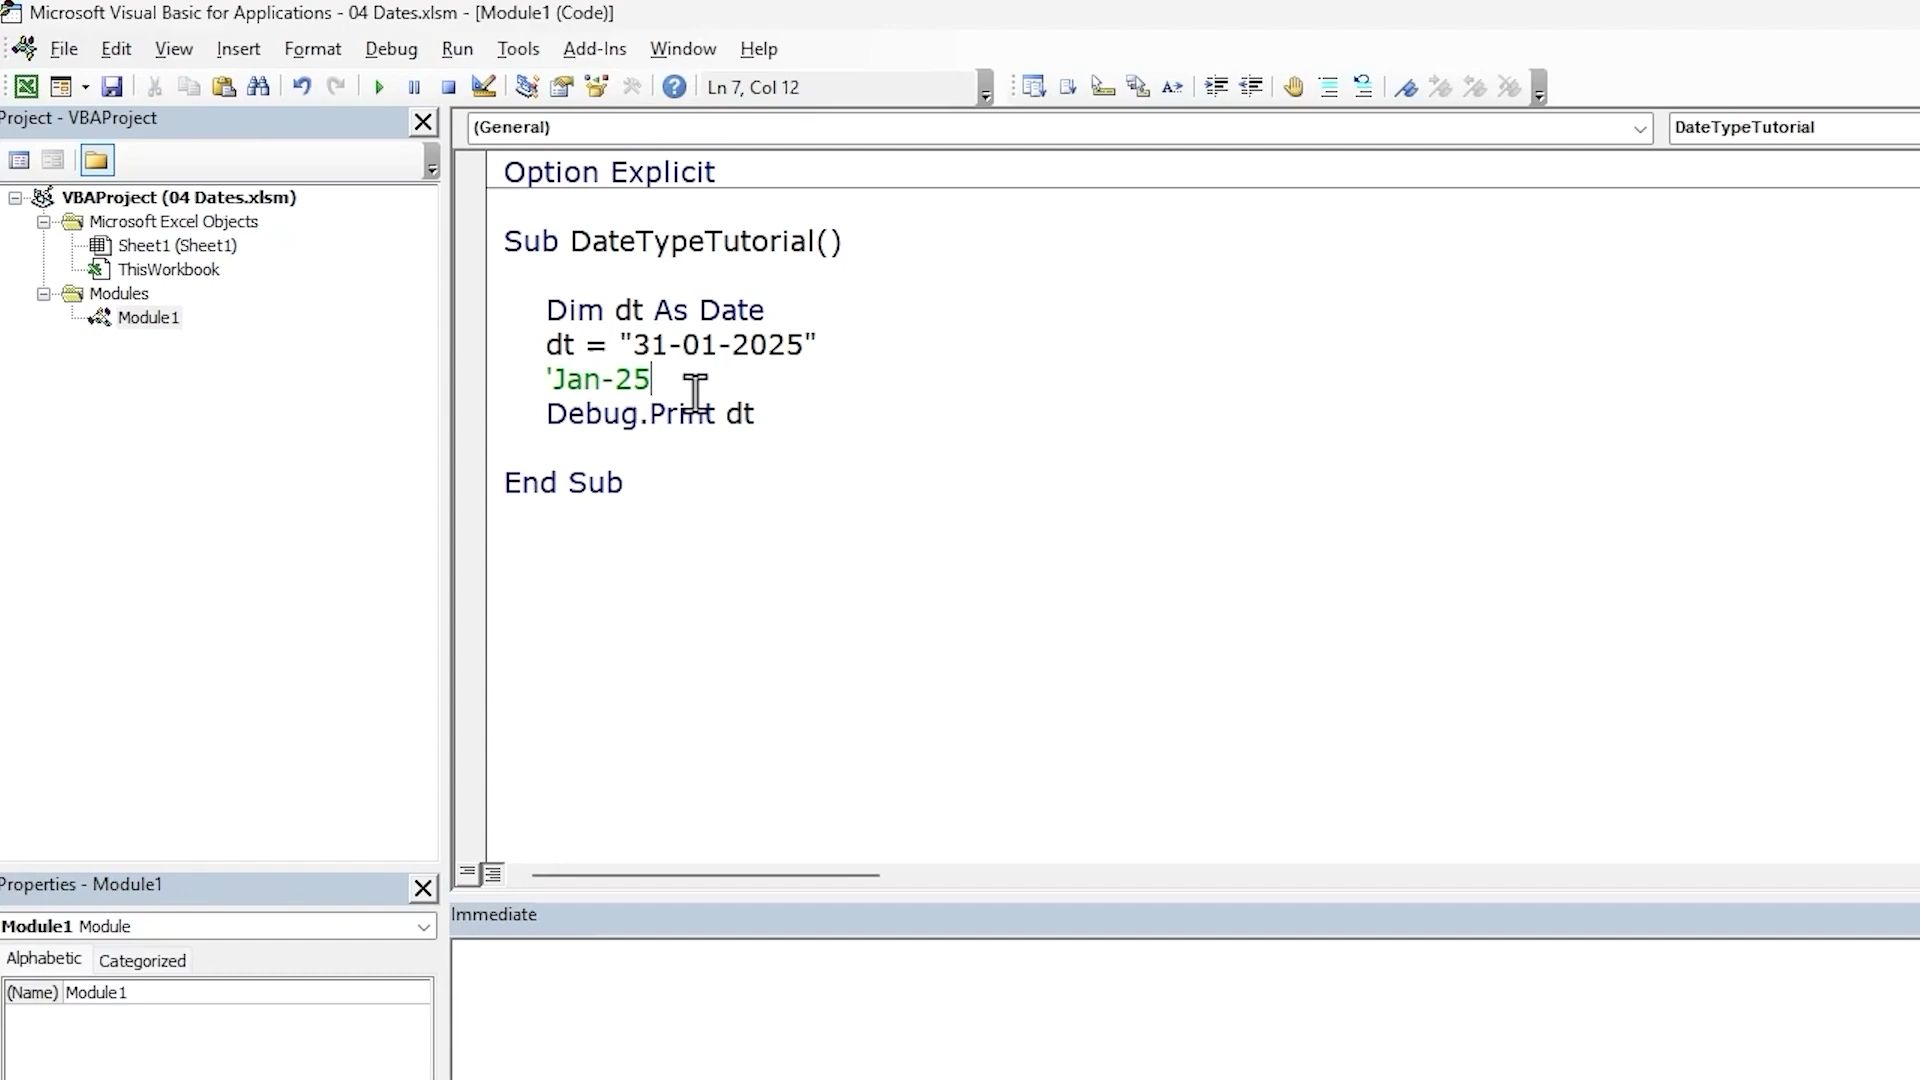 Microsoft Visual Basic for Applications - 04 Dates.xlsm - [Module1 (Code)]
File Edit View Insert Format Debug Run Tools Add-Ins Window Help
Ln 7, Col 12
Project - VBAProject
(General)
DateTypeTutorial
VBAProject (04 Dates.xlsm)
Microsoft Excel Objects
Sheet1 (Sheet1)
ThisWorkbook
Modules
Module1
Option Explicit
Sub DateTypeTutorial()
Dim dt As Date
dt = "31-01-2025"
'Jan-25
Debug.Print dt
End Sub
Properties - Module1
Module1 Module
Alphabetic Categorized
(Name) Module1
Immediate